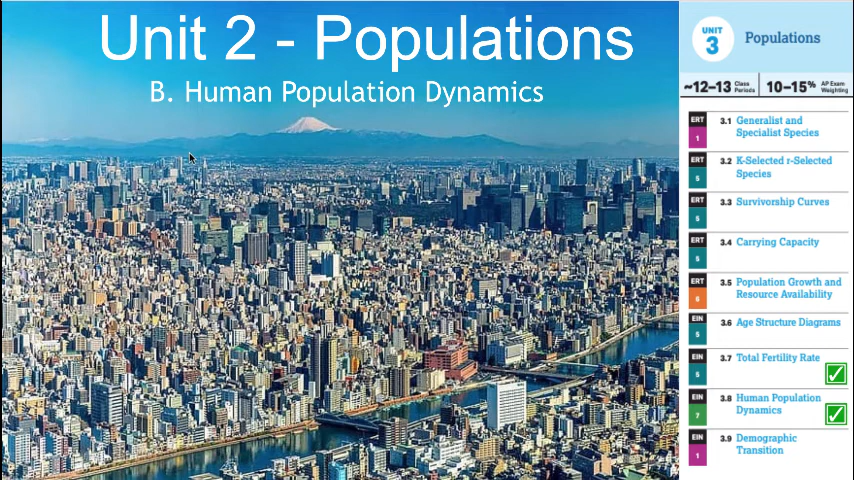 Unit 2 - Populations
B. Human Population Dynamics
UNIT
3
Populations
~12–13 Class
Periods
10–15% AP Exam
Weighting
ERT
1
3.1 Generalist and
Specialist Species
ERT
5
3.2 K-Selected r-Selected
Species
ERT
5
3.3 Survivorship Curves
ERT
5
3.4 Carrying Capacity
ERT
6
3.5 Population Growth and
Resource Availability
EIN
5
3.6 Age Structure Diagrams
EIN
5
3.7 Total Fertility Rate
EIN
7
3.8 Human Population
Dynamics
EIN
1
3.9 Demographic
Transition